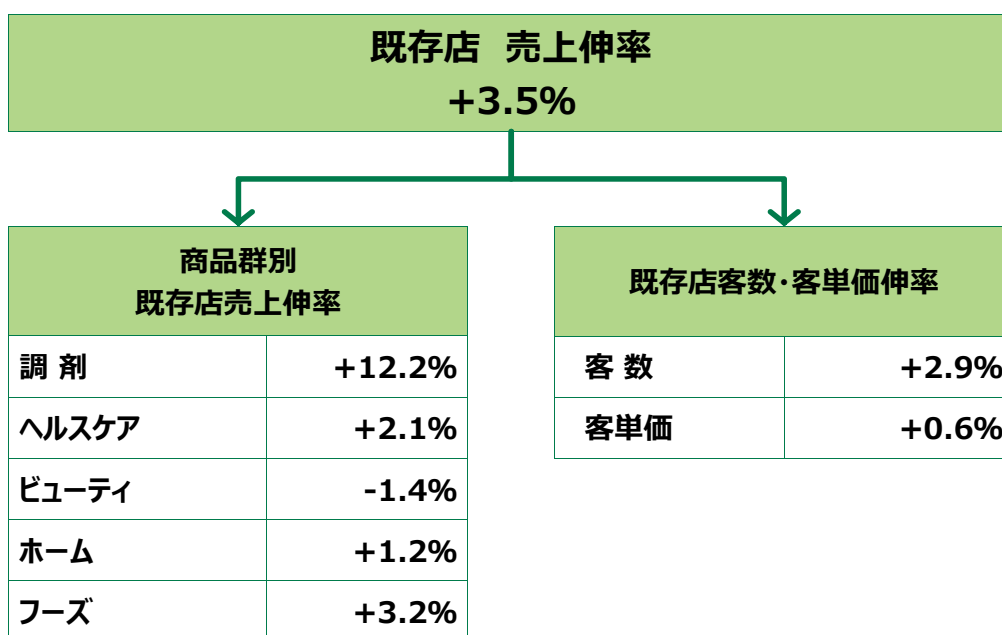 既存店 売上伸率
+3.5%
商品群別
既存店売上伸率
調 剤 +12.2%
ヘルスケア +2.1%
ビューティ -1.4%
ホーム +1.2%
フーズ +3.2%
既存店客数・客単価伸率
客 数 +2.9%
客単価 +0.6%